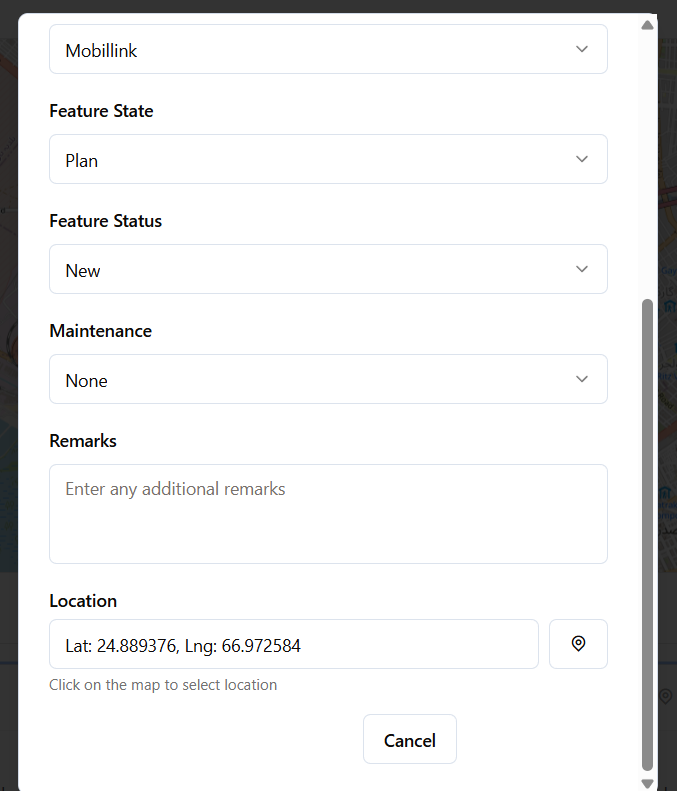 Mobillink
Feature State
Plan
Feature Status
New
Maintenance
None
Remarks
Enter any additional remarks
Location
Lat: 24.889376, Lng: 66.972584
Click on the map to select location
Cancel